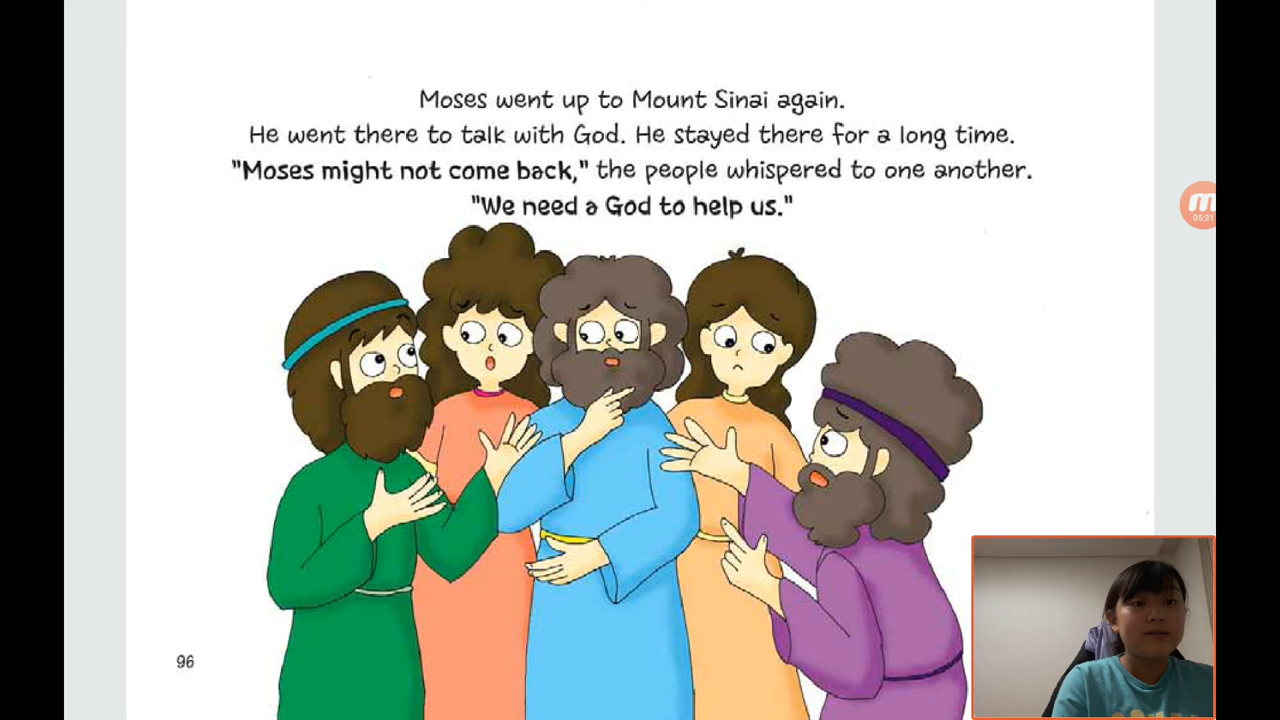 Moses went up to Mount Sinai again.
He went there to talk with God. He stayed there for a long time.
"Moses might not come back," the people whispered to one another.
"We need a God to help us."
m
05:31
96